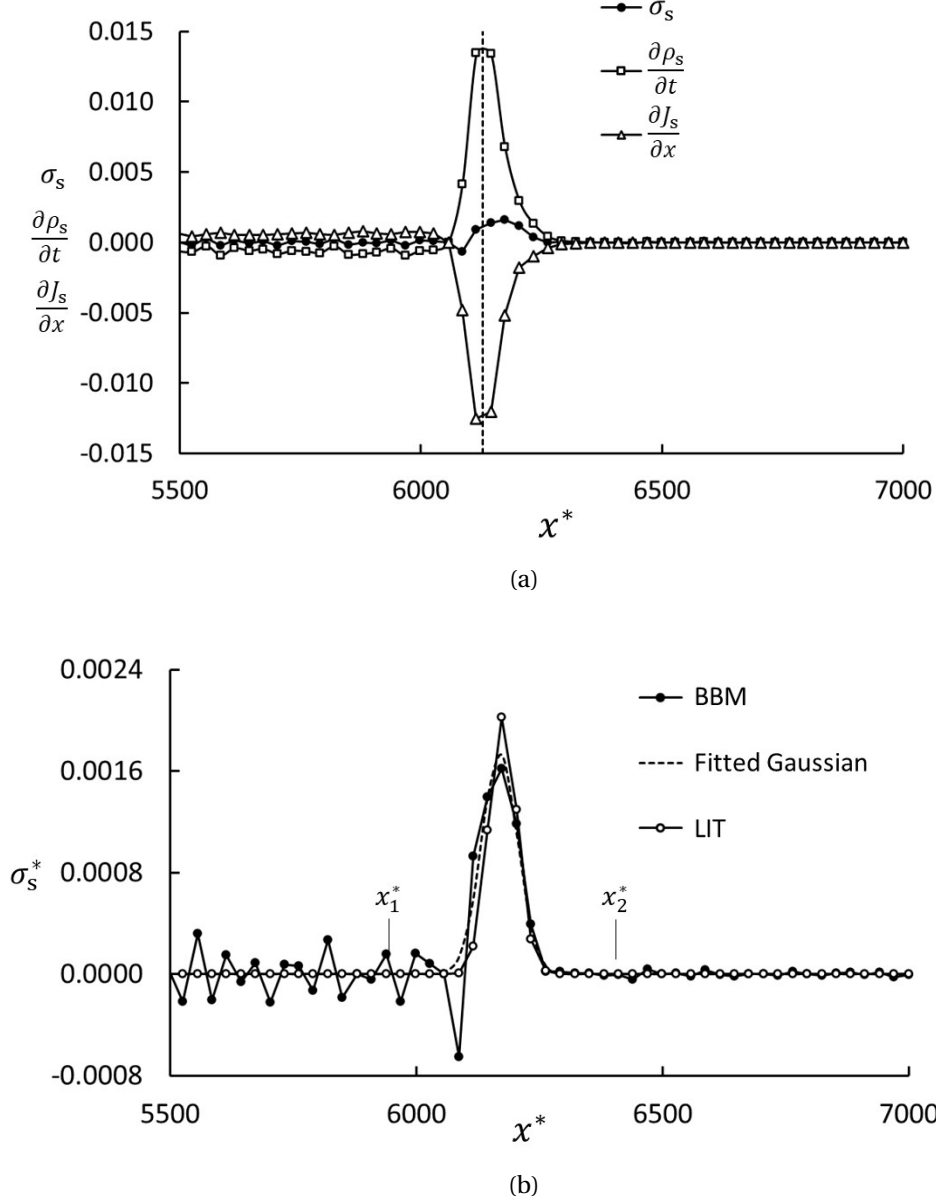 σₛ
∂ρₛ/∂t
∂Jₛ/∂x
0.015
0.010
0.005
0.000
-0.005
-0.010
-0.015
σₛ
∂ρₛ/∂t
∂Jₛ/∂x
5500 6000 6500 7000
x*
(a)
0.0024
0.0016
0.0008
0.0000
-0.0008
σₛ*
BBM
Fitted Gaussian
LIT
x₁* x₂*
5500 6000 6500 7000
x*
(b)